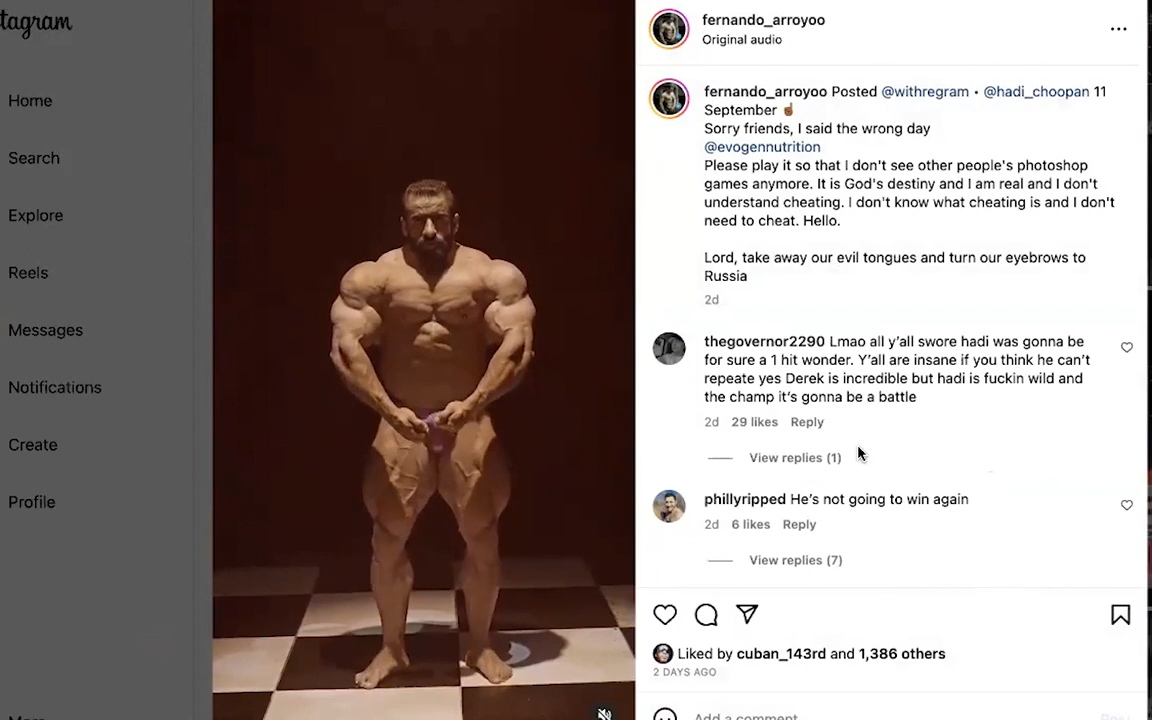 tagram
Home
Search
Explore
Reels
Messages
Notifications
Create
Profile
fernando_arroyoo
Original audio
fernando_arroyoo Posted @withregram • @hadi_choopan 11
September ☝🏾
Sorry friends, I said the wrong day
@evogennutrition
Please play it so that I don't see other people's photoshop
games anymore. It is God's destiny and I am real and I don't
understand cheating. I don't know what cheating is and I don't
need to cheat. Hello.
Lord, take away our evil tongues and turn our eyebrows to
Russia
2d
thegovernor2290 Lmao all y'all swore hadi was gonna be
for sure a 1 hit wonder. Y'all are insane if you think he can't
repeat yes Derek is incredible but hadi is fuckin wild and
the champ it's gonna be a battle
2d 29 likes Reply
View replies (1)
phillyripped He's not going to win again
2d 6 likes Reply
View replies (7)
Liked by cuban_143rd and 1,386 others
2 DAYS AGO
Add a comment